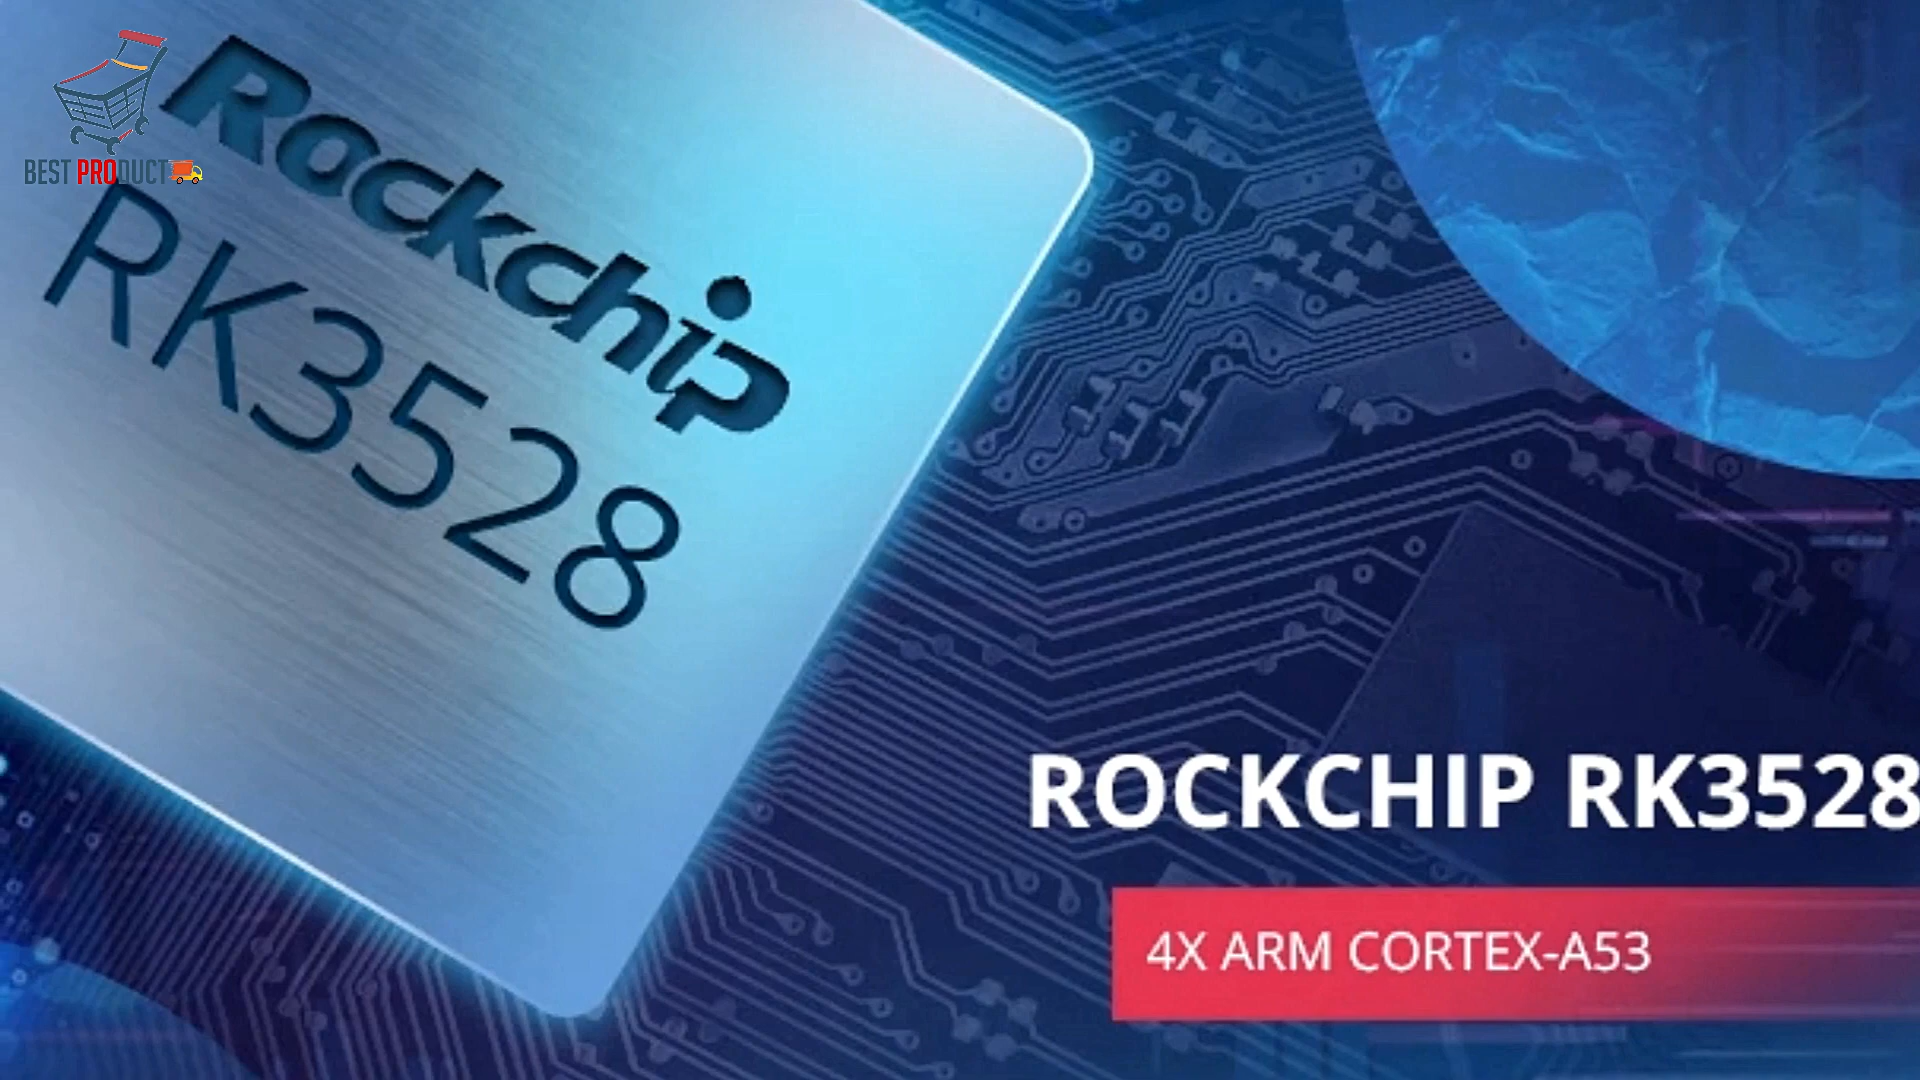 BEST PRODUCT
Rockchip
RK3528
ROCKCHIP RK3528
4X ARM CORTEX-A53